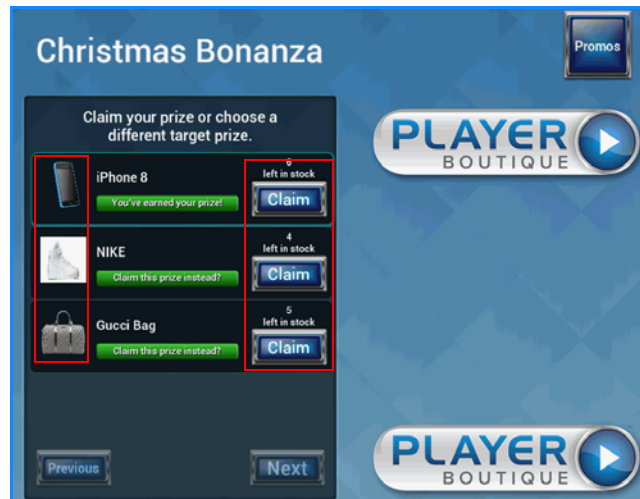 Christmas Bonanza
Promos
Claim your prize or choose a
different target prize.
iPhone 8
You've earned your prize!
6
left in stock
Claim
NIKE
Claim this prize instead?
4
left in stock
Claim
Gucci Bag
Claim this prize instead?
5
left in stock
Claim
Previous
Next
PLAYER
BOUTIQUE
PLAYER
BOUTIQUE